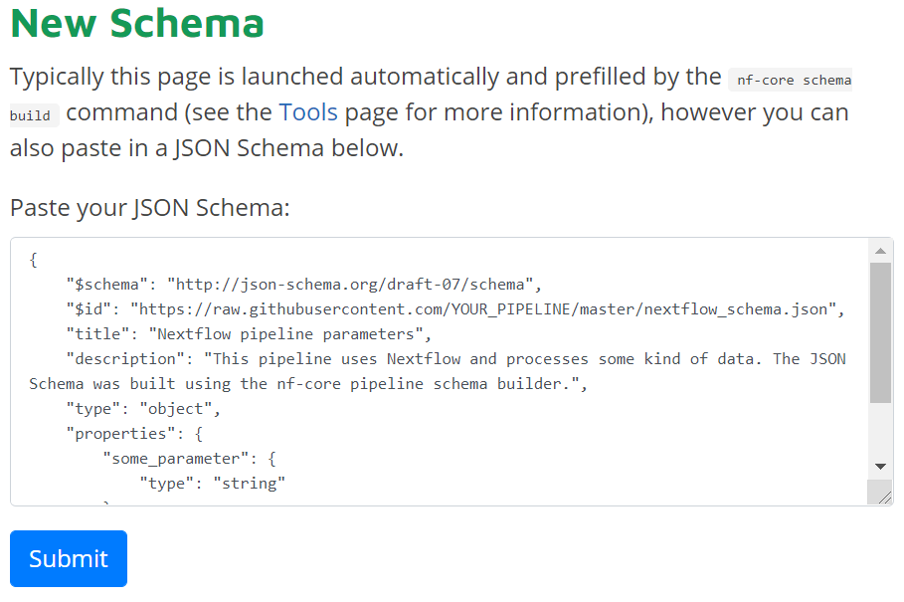 New Schema
Typically this page is launched automatically and prefilled by the nf-core schema
build command (see the Tools page for more information), however you can
also paste in a JSON Schema below.
Paste your JSON Schema:
{
    "$schema": "http://json-schema.org/draft-07/schema",
    "$id": "https://raw.githubusercontent.com/YOUR_PIPELINE/master/nextflow_schema.json",
    "title": "Nextflow pipeline parameters",
    "description": "This pipeline uses Nextflow and processes some kind of data. The JSON
Schema was built using the nf-core pipeline schema builder.",
    "type": "object",
    "properties": {
        "some_parameter": {
            "type": "string"
Submit